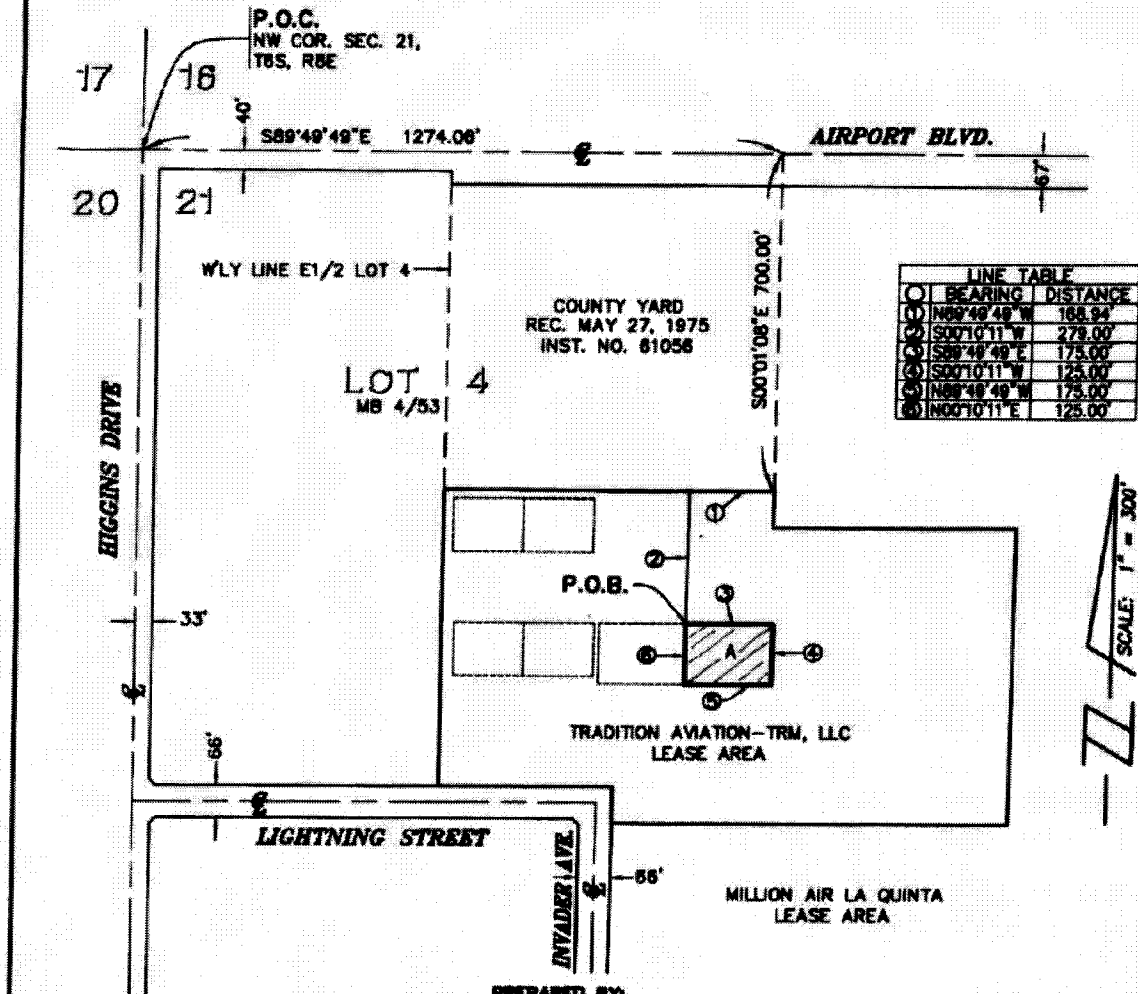 P.O.C.
NW COR. SEC. 21,
T6S, R8E
17
16
40'
S89°49'49"E 1274.06'
AIRPORT BLVD.
67'
20
21
W'LY LINE E1/2 LOT 4
COUNTY YARD
REC. MAY 27, 1975
INST. NO. 61056
S00°01'08"E 700.00'
LINE TABLE
BEARING DISTANCE
1 N89°49'49"W 168.94'
2 S00°10'11"W 279.00'
3 S89°49'49"E 175.00'
4 S00°10'11"W 125.00'
5 N89°49'49"W 175.00'
6 N00°10'11"E 125.00'
LOT 4
MB 4/53
HIGGINS DRIVE
1
2
P.O.B.
3
33'
6
A
4
5
SCALE: 1" = 300'
TRADITION AVIATION-TRM, LLC
LEASE AREA
66'
LIGHTNING STREET
INVADER AVE.
MILLION AIR LA QUINTA
LEASE AREA
PREPARED BY: